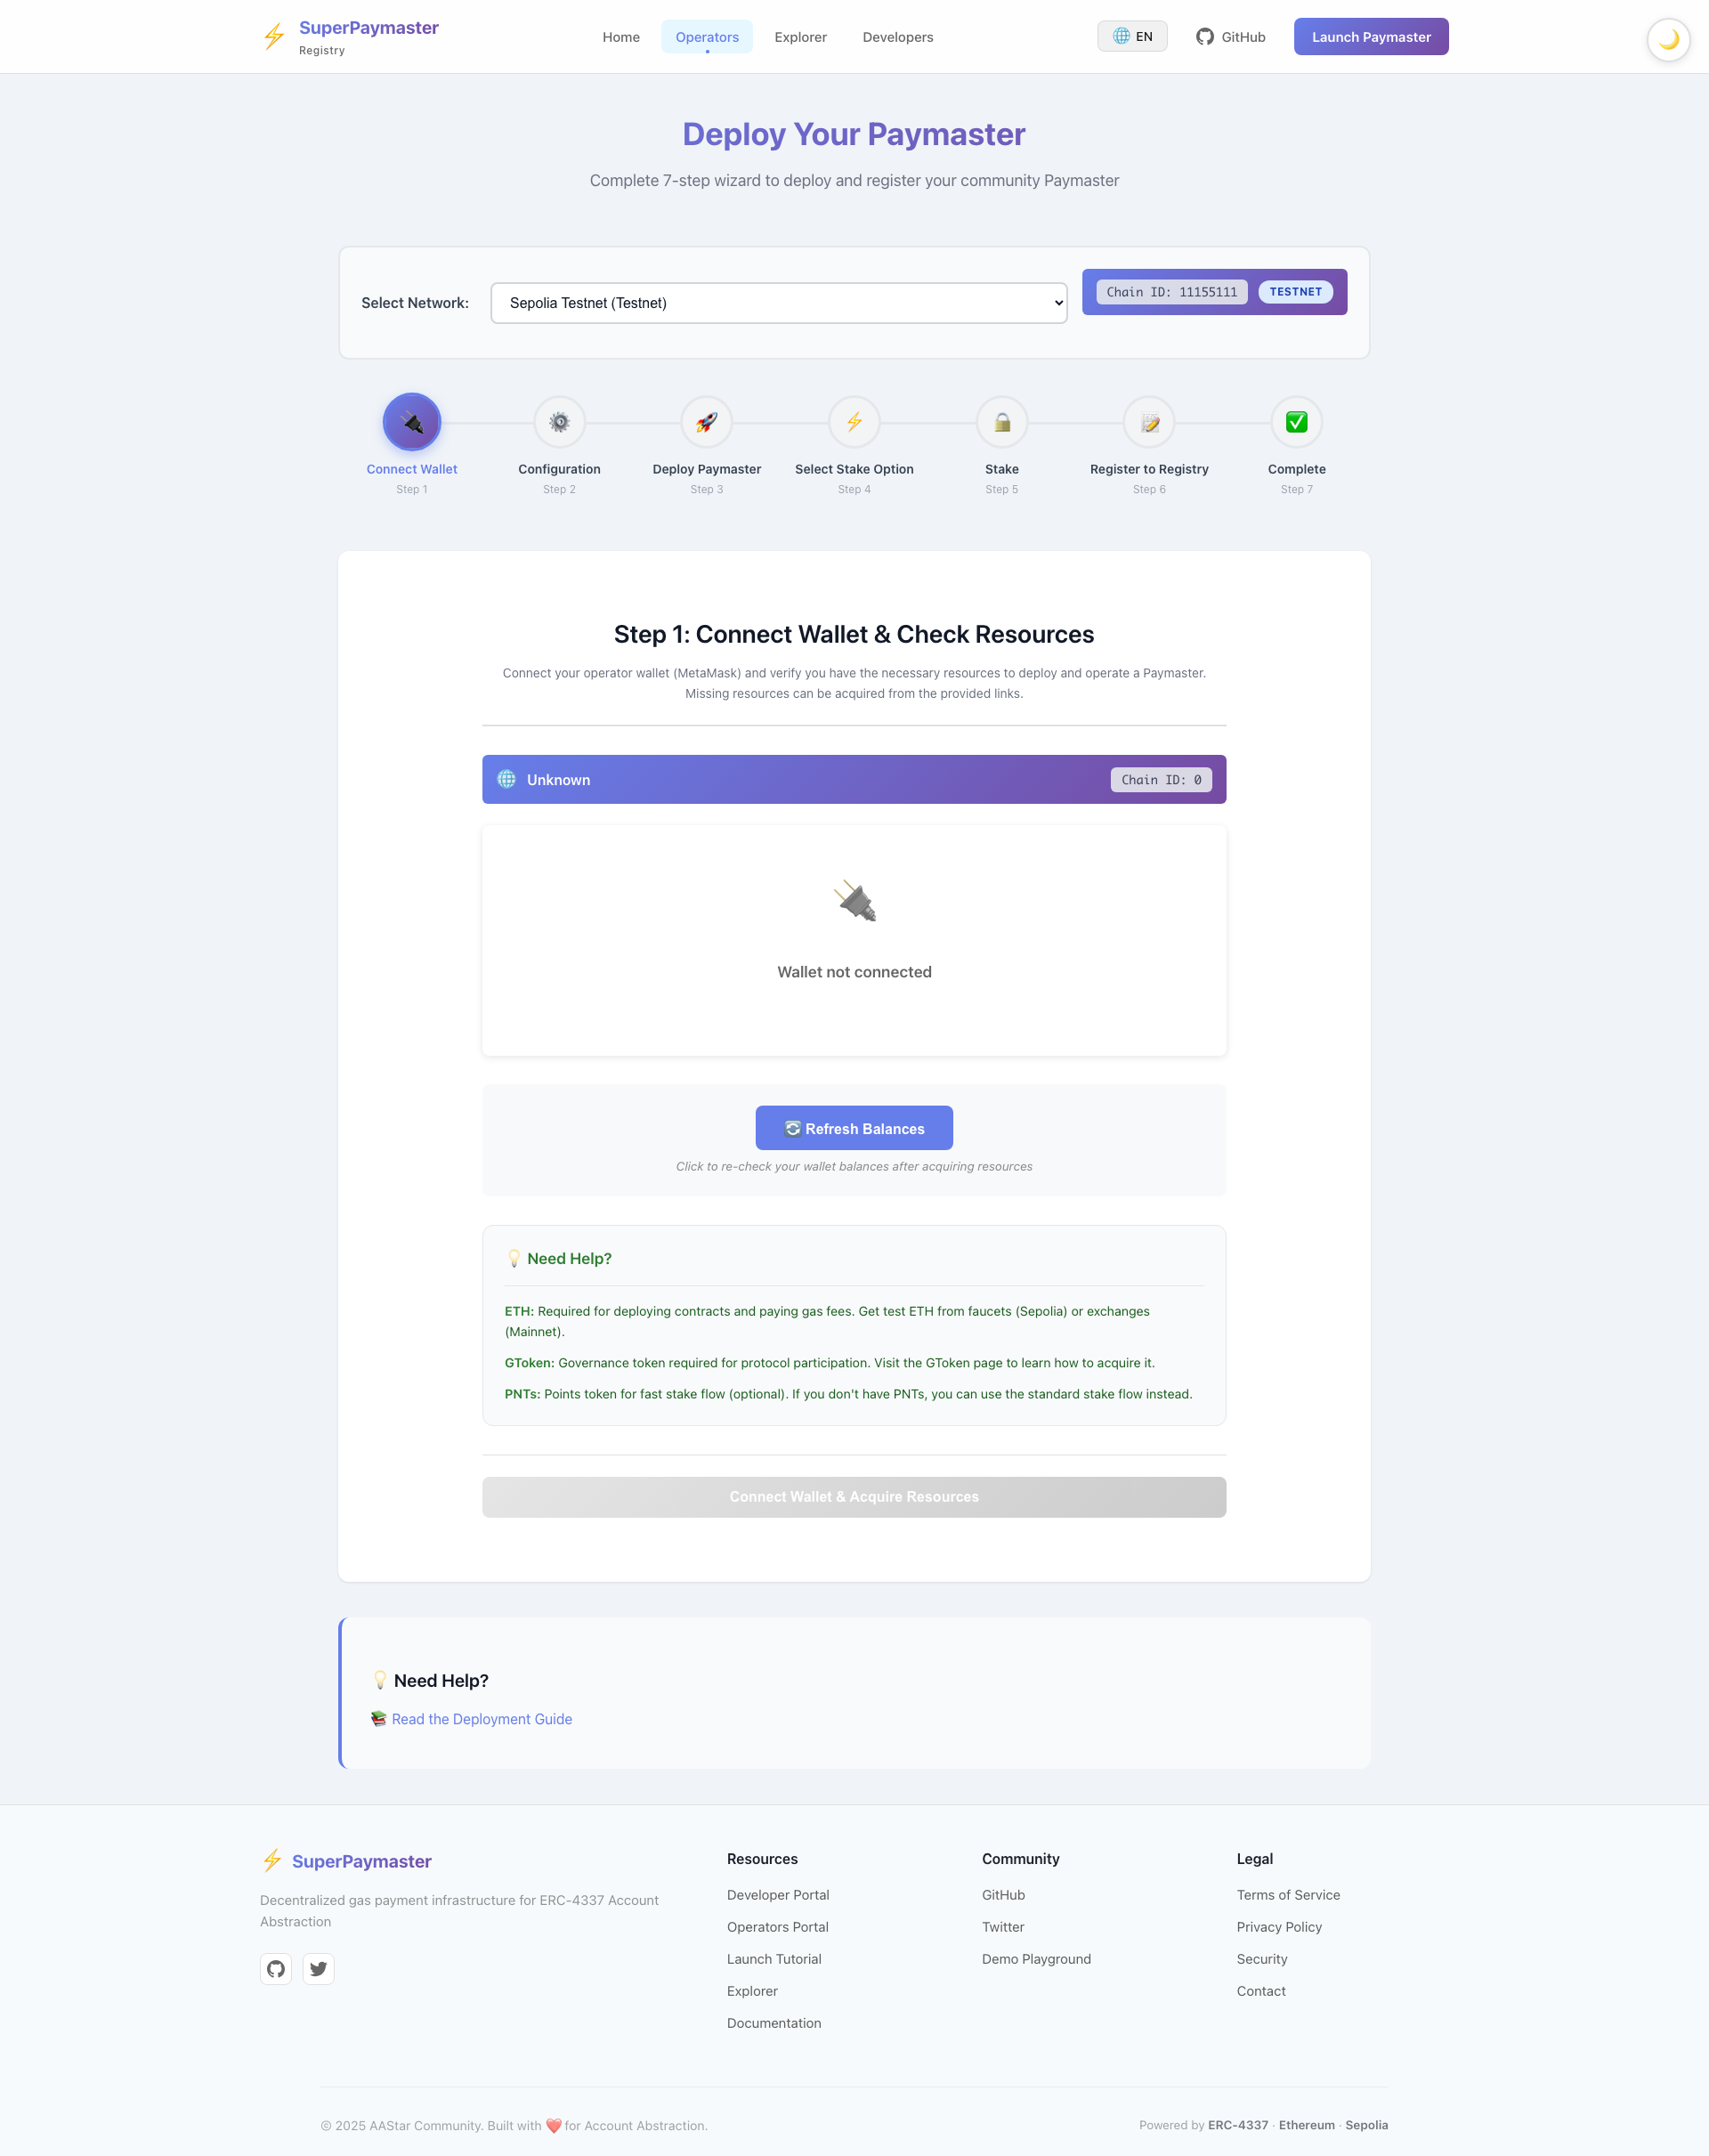 SuperPaymaster
Registry
Home
Operators
Explorer
Developers
EN
GitHub
Launch Paymaster
Deploy Your Paymaster
Complete 7-step wizard to deploy and register your community Paymaster
Select Network:
Sepolia Testnet (Testnet)
Chain ID: 11155111
TESTNET
Connect Wallet
Step 1
Configuration
Step 2
Deploy Paymaster
Step 3
Select Stake Option
Step 4
Stake
Step 5
Register to Registry
Step 6
Complete
Step 7
Step 1: Connect Wallet & Check Resources
Connect your operator wallet (MetaMask) and verify you have the necessary resources to deploy and operate a Paymaster.
Missing resources can be acquired from the provided links.
Unknown
Chain ID: 0
Wallet not connected
Refresh Balances
Click to re-check your wallet balances after acquiring resources
Need Help?
ETH: Required for deploying contracts and paying gas fees. Get test ETH from faucets (Sepolia) or exchanges
(Mainnet).
GToken: Governance token required for protocol participation. Visit the GToken page to learn how to acquire it.
PNTs: Points token for fast stake flow (optional). If you don't have PNTs, you can use the standard stake flow instead.
Connect Wallet & Acquire Resources
Need Help?
Read the Deployment Guide
SuperPaymaster
Decentralized gas payment infrastructure for ERC-4337 Account
Abstraction
Resources
Developer Portal
Operators Portal
Launch Tutorial
Explorer
Documentation
Community
GitHub
Twitter
Demo Playground
Legal
Terms of Service
Privacy Policy
Security
Contact
© 2025 AAStar Community. Built with ❤️ for Account Abstraction.
Powered by ERC-4337 · Ethereum · Sepolia